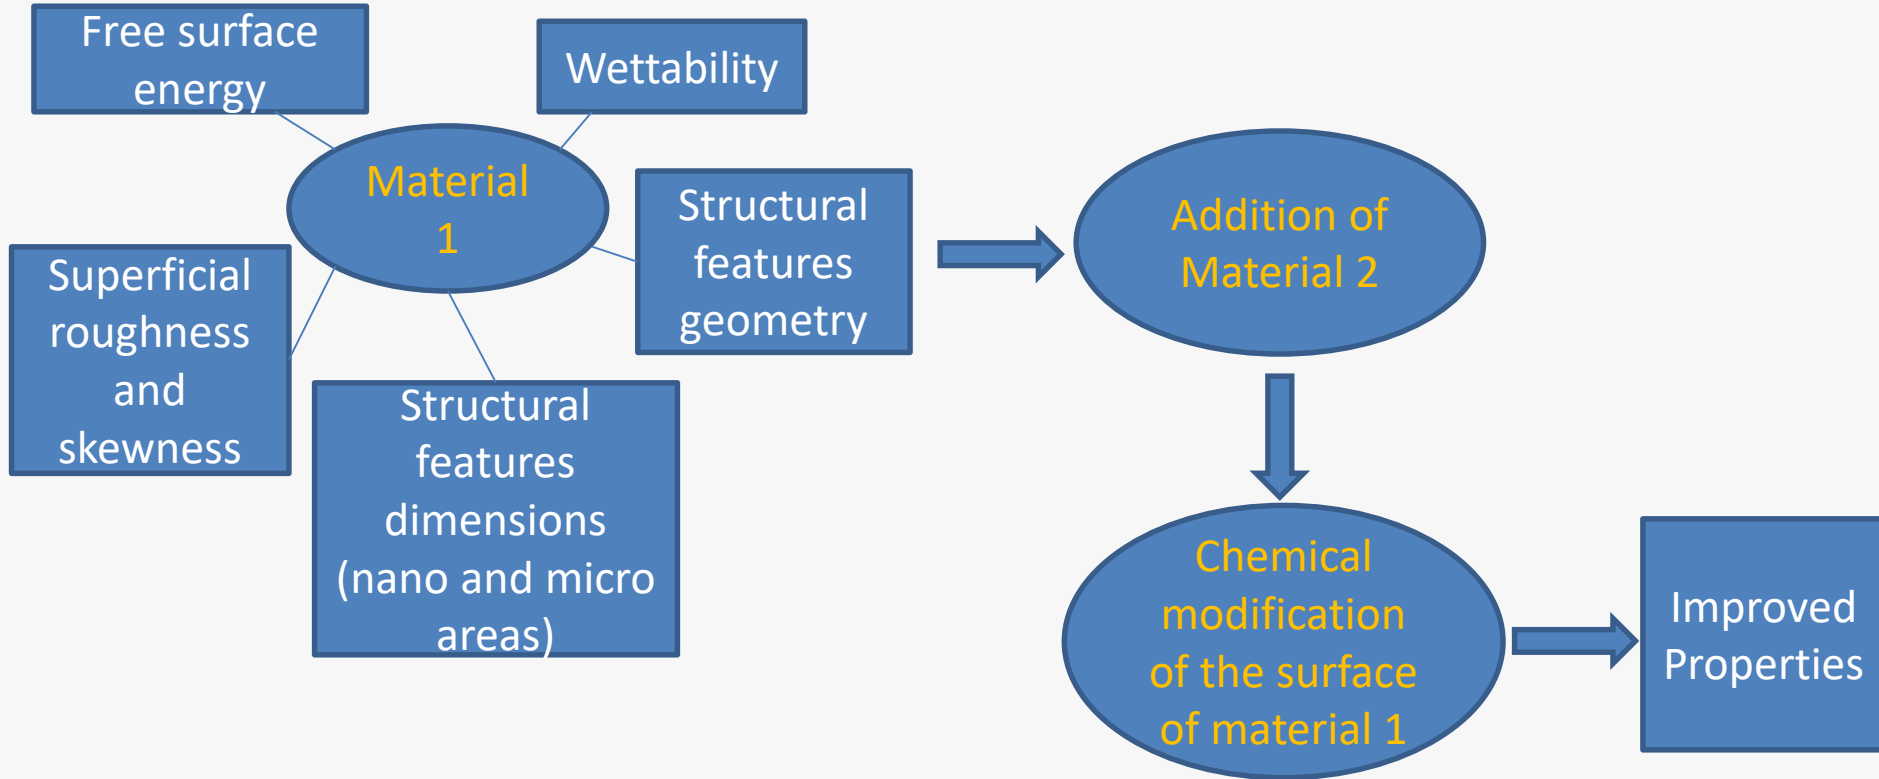 Free surface
energy
Wettability
Material
1
Structural
features
geometry
Superficial
roughness
and
skewness
Structural
features
dimensions
(nano and micro
areas)
Addition of
Material 2
Chemical
modification
of the surface
of material 1
Improved
Properties